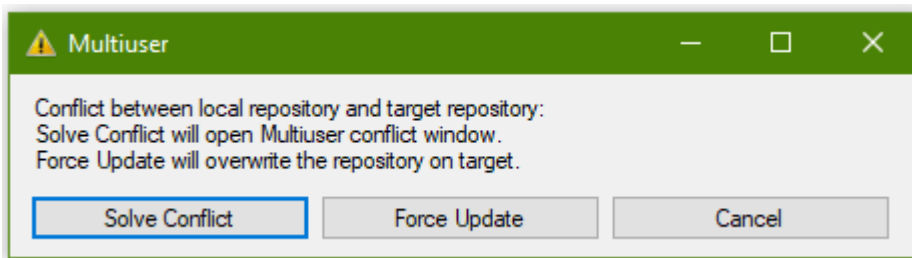 Multiuser
Conflict between local repository and target repository:
Solve Conflict will open Multiuser conflict window.
Force Update will overwrite the repository on target.
Solve Conflict
Force Update
Cancel